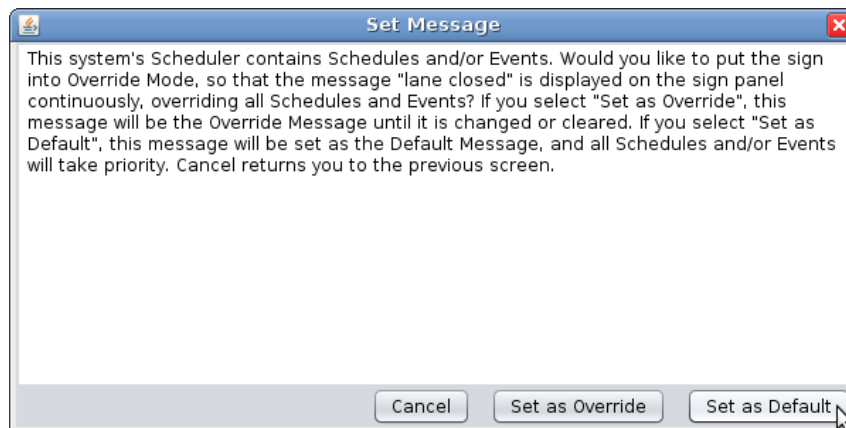 Set Message
This system's Scheduler contains Schedules and/or Events. Would you like to put the sign
into Override Mode, so that the message "lane closed" is displayed on the sign panel
continuously, overriding all Schedules and Events? If you select "Set as Override", this
message will be the Override Message until it is changed or cleared. If you select "Set as
Default", this message will be set as the Default Message, and all Schedules and/or Events
will take priority. Cancel returns you to the previous screen.
Cancel Set as Override Set as Default